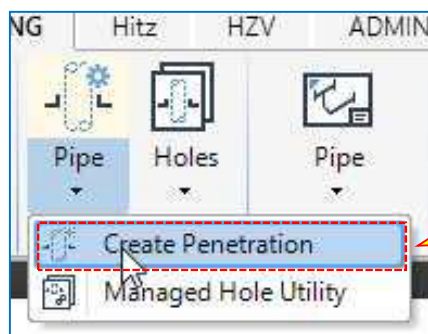 NG Hitz HZV ADMIN
Pipe Holes Pipe
Create Penetration
Managed Hole Utility